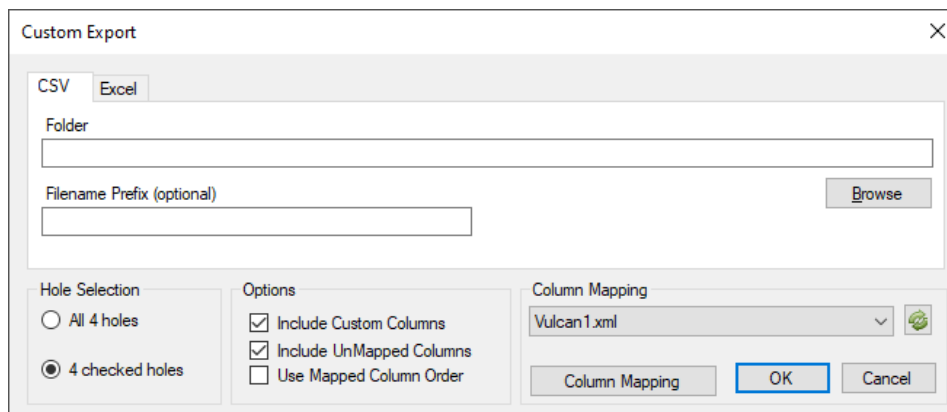 Custom Export
CSV
Excel
Folder
Filename Prefix (optional)
Browse
Hole Selection
All 4 holes
4 checked holes
Options
Include Custom Columns
Include UnMapped Columns
Use Mapped Column Order
Column Mapping
Vulcan1.xml
Column Mapping
OK
Cancel